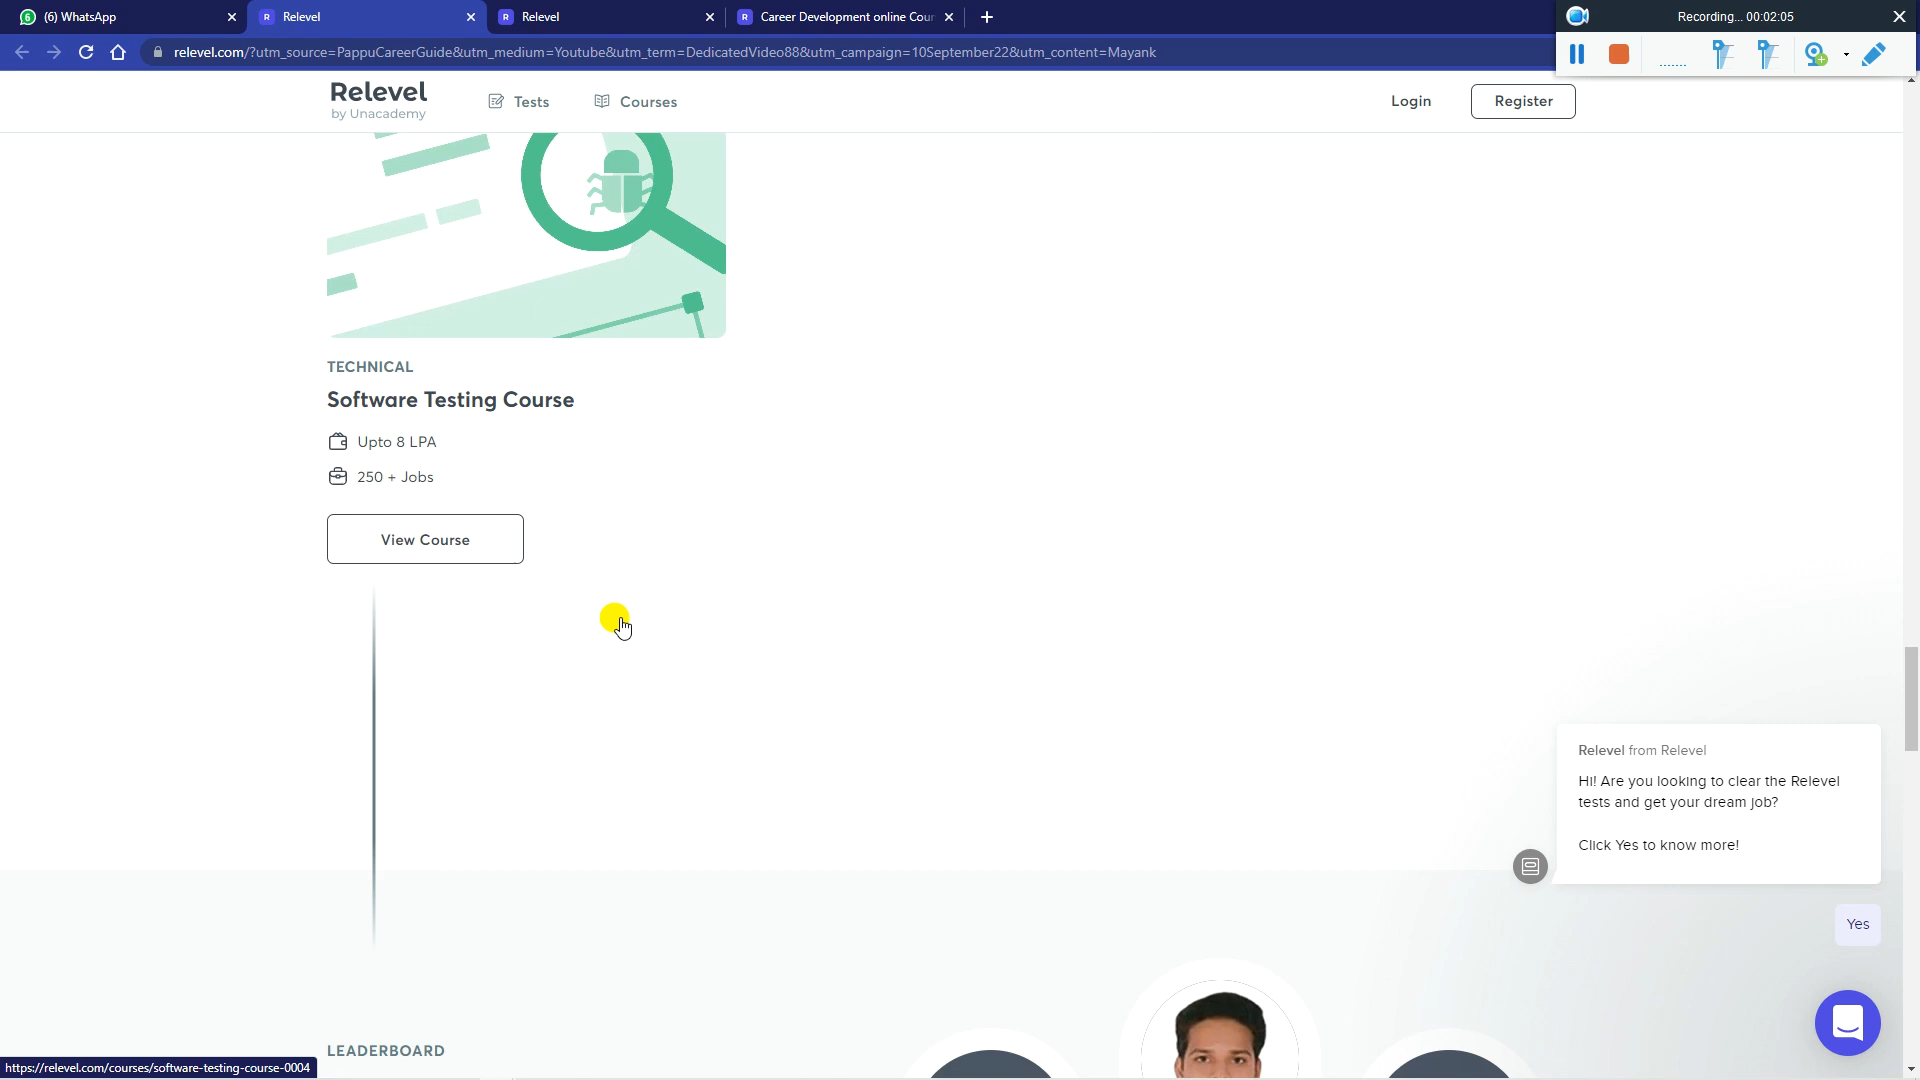 (6) WhatsApp
Relevel
Relevel
Career Development online Cour
Recording... 00:02:05
relevel.com/?utm_source=PappuCareerGuide&utm_medium=Youtube&utm_term=DedicatedVideo88&utm_campaign=10September22&utm_content=Mayank
Relevel
by Unacademy
Tests
Courses
Login
Register
TECHNICAL
Software Testing Course
Upto 8 LPA
250 + Jobs
View Course
Relevel from Relevel
Hi! Are you looking to clear the Relevel
tests and get your dream job?
Click Yes to know more!
Yes
LEADERBOARD
https://relevel.com/courses/software-testing-course-0004